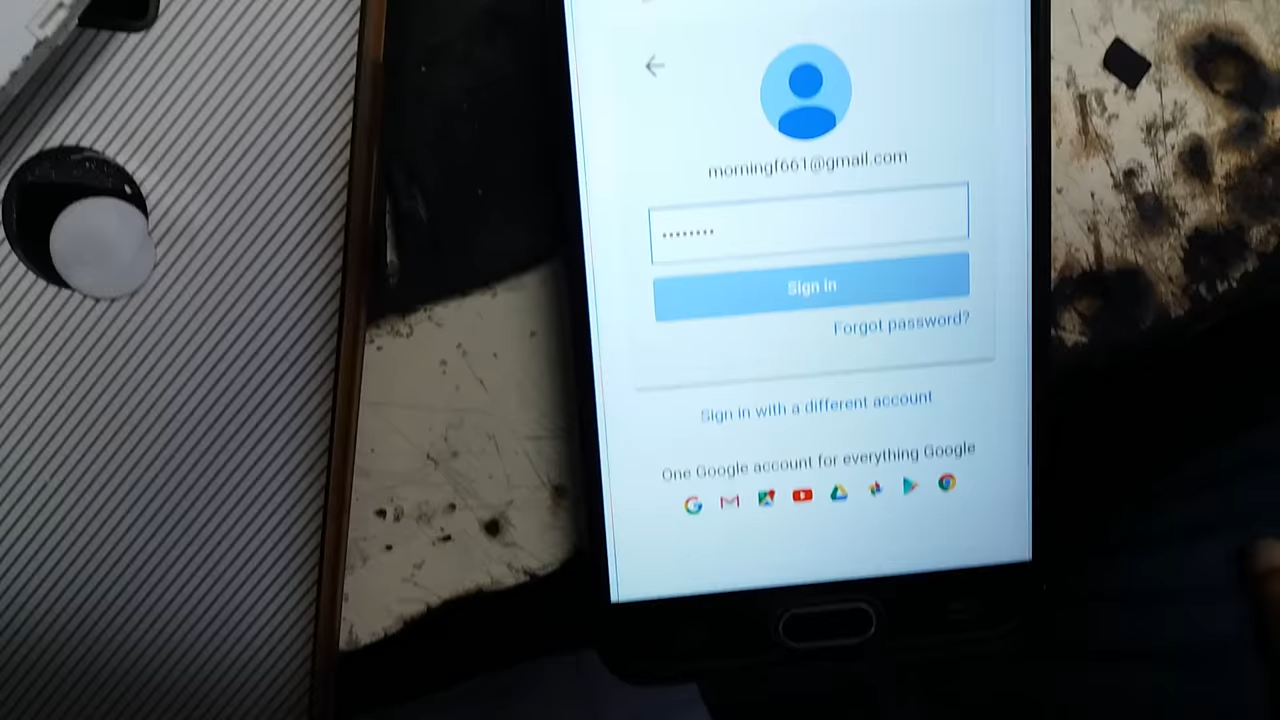 morningf661@gmail.com
••••••••
Sign in
Forgot password?
Sign in with a different account
One Google account for everything Google